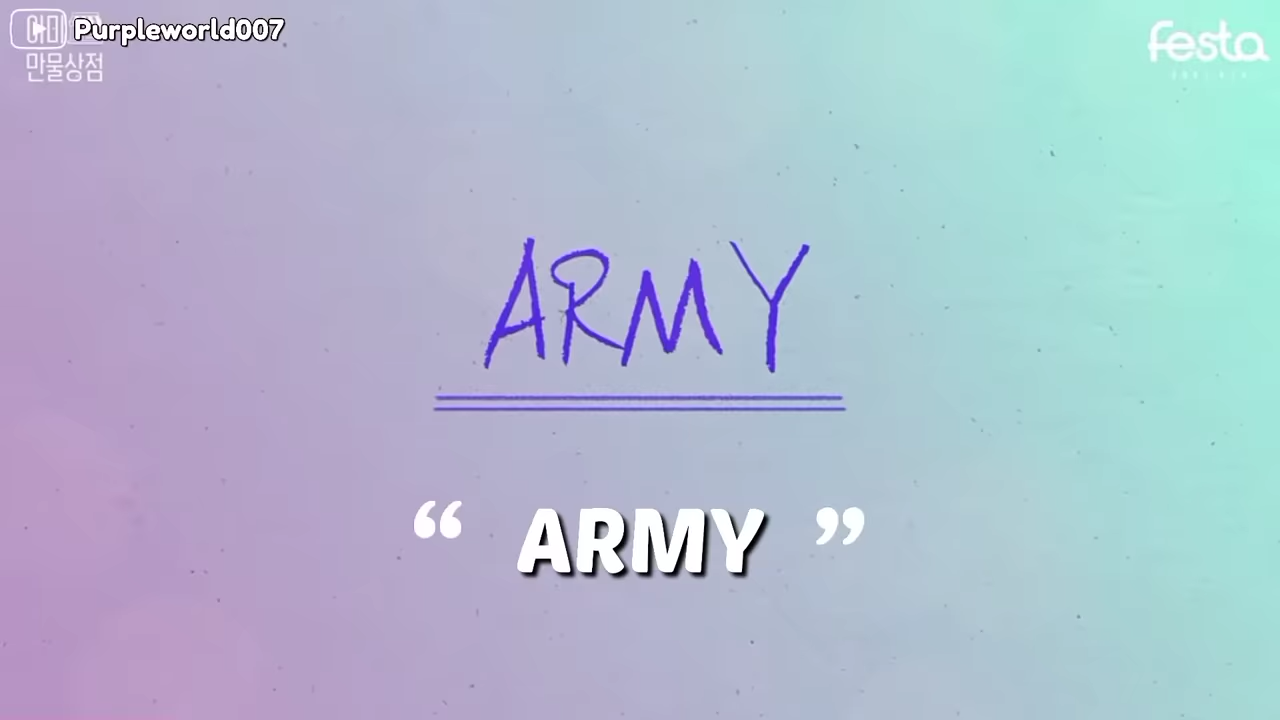 Purpleworld007
만물상점
festa
ARMY
“ ARMY ”